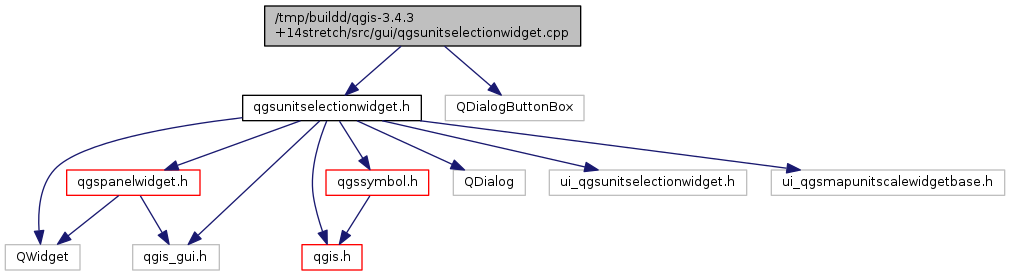 /tmp/buildd/qgis-3.4.3
+14stretch/src/gui/qgsunitselectionwidget.cpp
qgsunitselectionwidget.h
QDialogButtonBox
qgspanelwidget.h
qgssymbol.h
QDialog
ui_qgsunitselectionwidget.h
ui_qgsmapunitscalewidgetbase.h
QWidget
qgis_gui.h
qgis.h